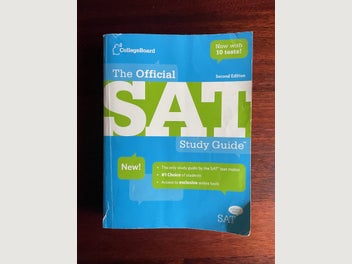 CollegeBoard
Now with
10 tests!
The Official
Second Edition
SAT
Study Guide™
New!
• The only study guide by the SAT® test maker
• #1 Choice of students
• Access to exclusive online tools
SAT